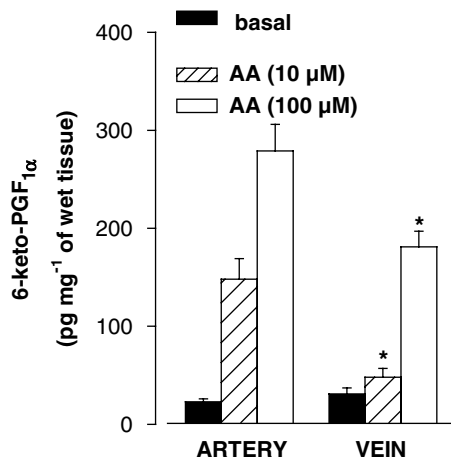 basal
AA (10 µM)
AA (100 µM)
6-keto-PGF1α
(pg mg-1 of wet tissue)
400
300
200
100
0
*
*
ARTERY VEIN